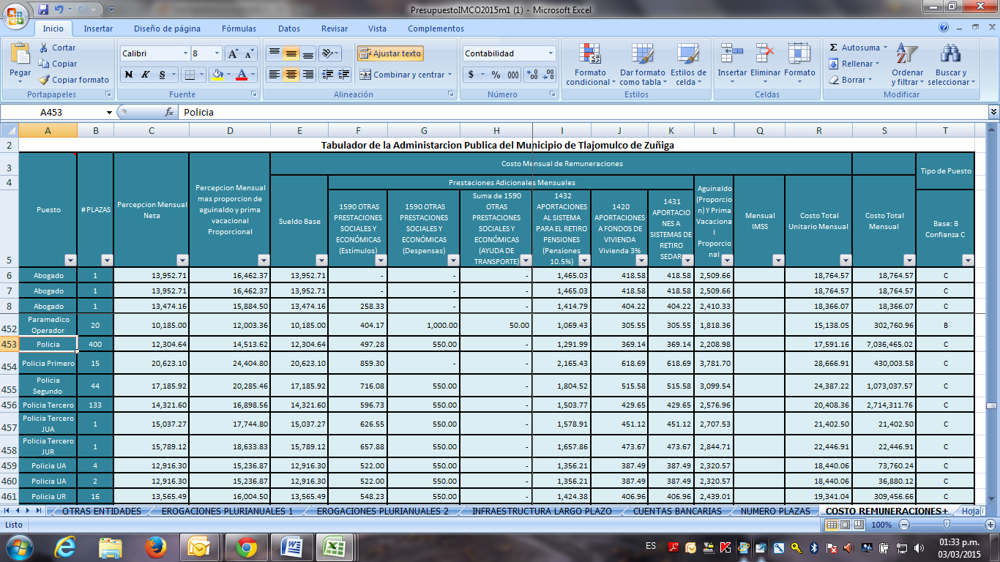 PresupuestoIMCO2015m1 (1) - Microsoft Excel
Inicio Insertar Diseño de página Fórmulas Datos Revisar Vista Complementos
Pegar Cortar Copiar Copiar formato
Calibri 8
N K S
Ajustar texto
Combinar y centrar
Contabilidad
$ % 000
Formato condicional Dar formato como tabla Estilos de celda
Insertar Eliminar Formato
Σ Autosuma Rellenar Borrar
Ordenar y filtrar Buscar y seleccionar
Portapapeles Fuente Alineación Número Estilos Celdas Modificar
A453 fx Policia
A B C D E F G H I J K L Q R S T
2 Tabulador de la Administarcion Publica del Municipio de Tlajomulco de Zuñiga
3 Costo Mensual de Remuneraciones
4 Prestaciones Adicionales Mensuales
5
Puesto
# PLAZAS
Percepcion Mensual Neta
Percepcion Mensual mas proporcion de aguinaldo y prima vacacional Proporcional
Sueldo Base
1590 OTRAS PRESTACIONES SOCIALES Y ECONÓMICAS (Estímulos)
1590 OTRAS PRESTACIONES SOCIALES Y ECONÓMICAS (Despensas)
Suma de 1590 OTRAS PRESTACIONES SOCIALES Y ECONÓMICAS (AYUDA DE TRANSPORTE)
1432 APORTACIONES AL SISTEMA PARA EL RETIRO PENSIONES (Pensiones 10.5%)
1420 APORTACIONES A FONDOS DE VIVIENDA Vivienda 3%
1431 APORTACIO NES A SISTEMAS DE RETIRO SEDAR
Aguinaldo (Proporcio n) Y Prima Vacaciona l Proporcio nal
Mensual IMSS
Costo Total Unitario Mensual
Costo Total Mensual
Tipo de Puesto
Base: B Confianza C
6 Abogado 1 13,952.71 16,462.37 13,952.71 - - - 1,465.03 418.58 418.58 2,509.66 18,764.57 18,764.57 C
7 Abogado 1 13,952.71 16,462.37 13,952.71 - - - 1,465.03 418.58 418.58 2,509.66 18,764.57 18,764.57 C
8 Abogado 1 13,474.16 15,884.50 13,474.16 258.33 - - 1,414.79 404.22 404.22 2,410.33 18,366.07 18,366.07 C
452 Paramedico Operador 20 10,185.00 12,003.36 10,185.00 404.17 1,000.00 50.00 1,069.43 305.55 305.55 1,818.36 15,138.05 302,760.96 B
453 Policia 400 12,304.64 14,513.62 12,304.64 497.28 550.00 - 1,291.99 369.14 369.14 2,208.98 17,591.16 7,036,465.02 C
454 Policia Primero 15 20,623.10 24,404.80 20,623.10 859.30 - - 2,165.43 618.69 618.69 3,781.70 28,666.91 430,003.58 C
455 Policia Segundo 44 17,185.92 20,285.46 17,185.92 716.08 550.00 - 1,804.52 515.58 515.58 3,099.54 24,387.22 1,073,037.57 C
456 Policia Tercero 133 14,321.60 16,898.56 14,321.60 596.73 550.00 - 1,503.77 429.65 429.65 2,576.96 20,408.36 2,714,311.76 C
457 Policia Tercero JUA 1 15,037.27 17,744.80 15,037.27 626.55 550.00 - 1,578.91 451.12 451.12 2,707.53 21,402.50 21,402.50 C
458 Policia Tercero JUR 1 15,789.12 18,633.83 15,789.12 657.88 550.00 - 1,657.86 473.67 473.67 2,844.71 22,446.91 22,446.91 C
459 Policia UA 4 12,916.30 15,236.87 12,916.30 522.00 550.00 - 1,356.21 387.49 387.49 2,320.57 18,440.06 73,760.24 C
460 Policia UA 2 12,916.30 15,236.87 12,916.30 522.00 550.00 - 1,356.21 387.49 387.49 2,320.57 18,440.06 36,880.12 C
461 Policia UR 16 13,565.49 16,004.50 13,565.49 548.23 550.00 - 1,424.38 406.96 406.96 2,439.01 19,341.04 309,456.66 C
OTRAS ENTIDADES EROGACIONES PLURIANUALES 1 EROGACIONES PLURIANUALES 2 INFRAESTRUCTURA LARGO PLAZO CUENTAS BANCARIAS NUMERO PLAZAS COSTO REMUNERACIONES+ Hoja
Listo 100%
ES 01:33 p.m.
03/03/2015